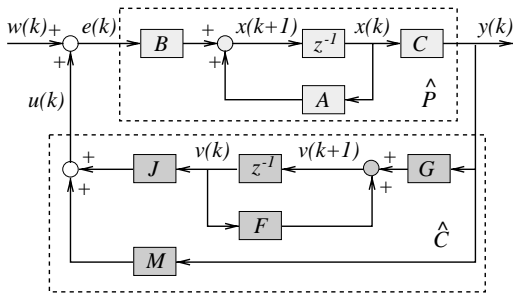 w(k) + e(k) B + x(k+1) z⁻¹ x(k) C y(k)
+ +
A P̂
u(k)
+ J v(k) z⁻¹ v(k+1) + G
+ +
F
Ĉ
M